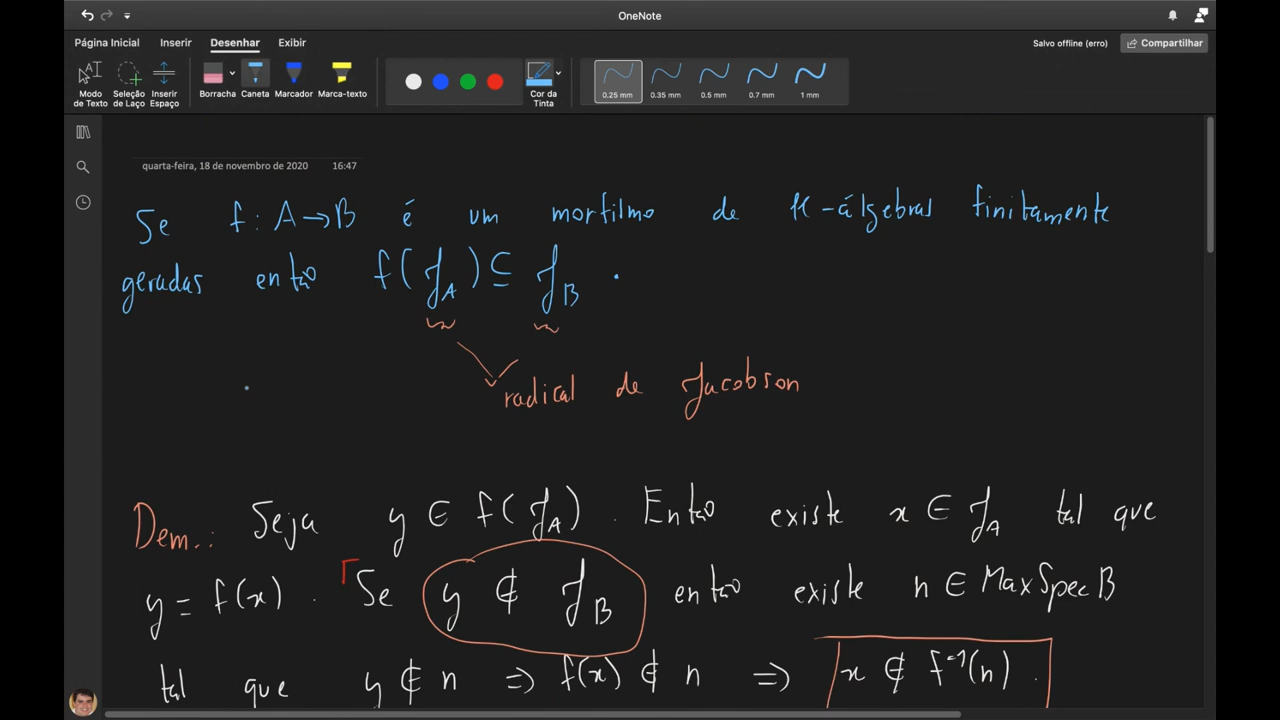 OneNote
Página Inicial Inserir Desenhar Exibir
Salvo offline (erro) Compartilhar
Modo de Texto Seleção de Laço Inserir Espaço Borracha Caneta Marcador Marca-texto Cor da Tinta 0.25 mm 0.35 mm 0.5 mm 0.7 mm 1 mm
quarta-feira, 18 de novembro de 2020 16:47
Se f: A → B é um morfilmo de K-álgebras finitamente
geradas então f(J_A) ⊆ J_B .
radical de Jacobson
Dem.: Seja y ∈ f(J_A). Então existe x ∈ J_A tal que
y = f(x). Se y ∉ J_B então existe n ∈ MaxSpec B
tal que y ∉ n ⇒ f(x) ∉ n ⇒ x ∉ f⁻¹(n).